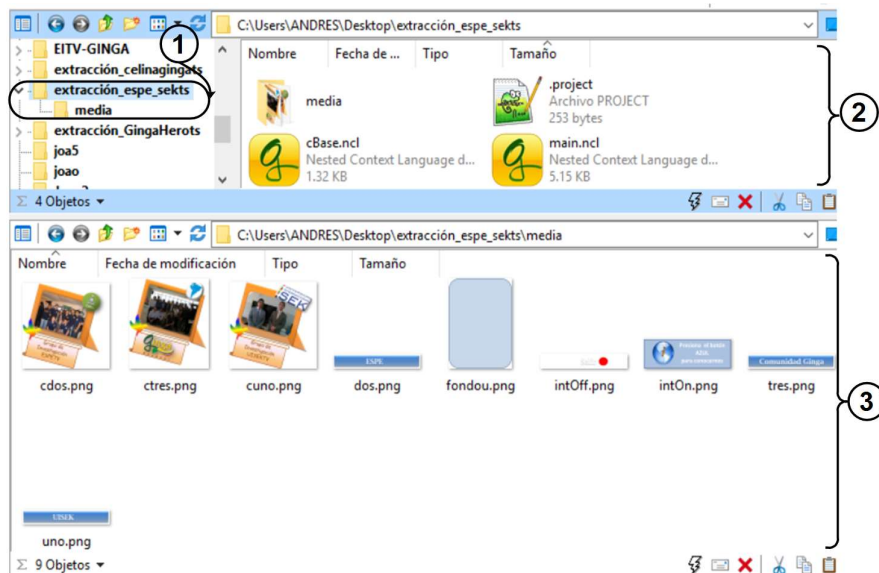 C:\Users\ANDRES\Desktop\extracción_espe_sekts
1
EITV-GINGA
extracción_celinagingats
extracción_espe_sekts
media
extracción_GingaHerots
joa5
joao
Nombre Fecha de ... Tipo Tamaño
media
.project
Archivo PROJECT
253 bytes
cBase.ncl
Nested Context Language d...
1.32 KB
main.ncl
Nested Context Language d...
5.15 KB
2
Σ 4 Objetos
C:\Users\ANDRES\Desktop\extracción_espe_sekts\media
Nombre Fecha de modificación Tipo Tamaño
SEK
ESPE
Comunidad Ginga
cdos.png ctres.png cuno.png dos.png fondou.png intOff.png intOn.png tres.png
3
UISEK
uno.png
Σ 9 Objetos